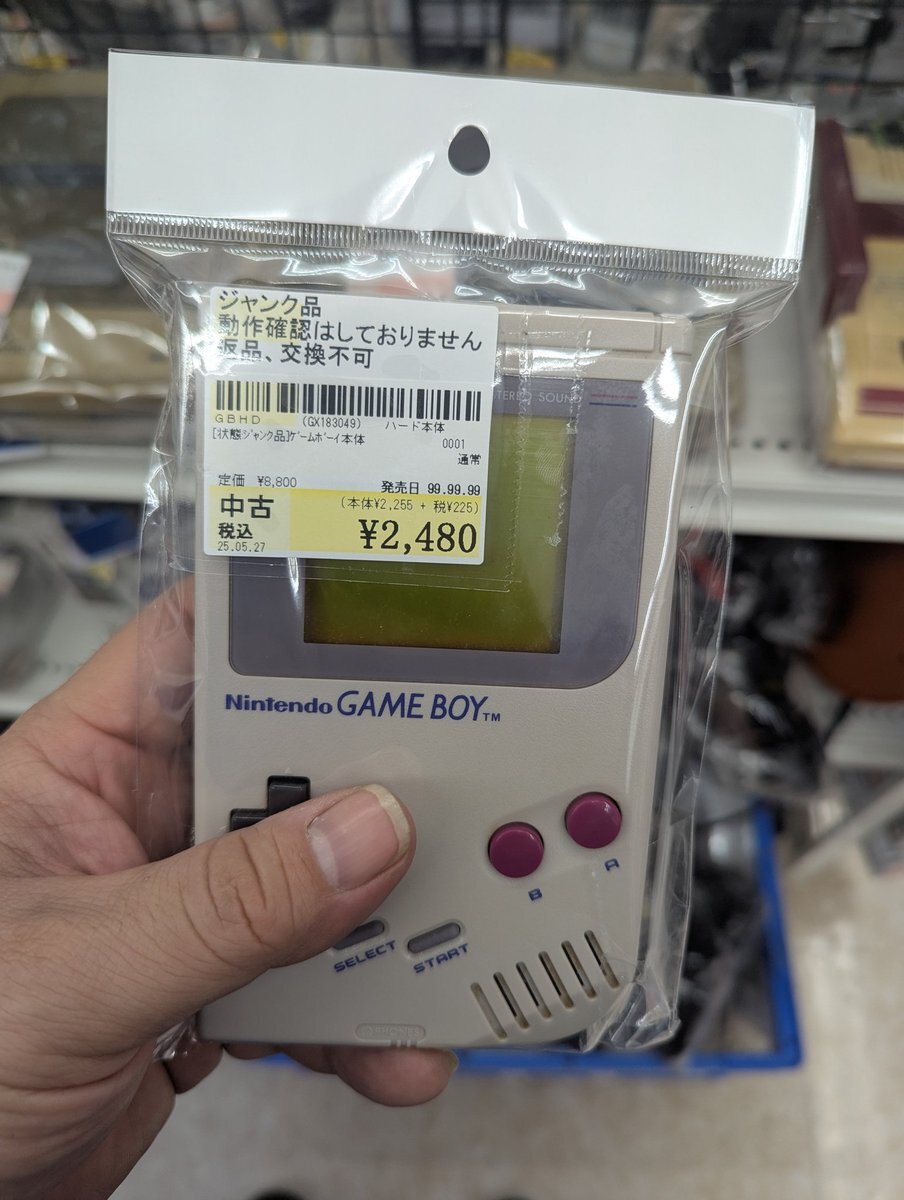 ジャンク品
動作確認はしておりません
返品、交換不可
GBHD (GX183049) ハード本体
[状態ジャンク品]ゲームボーイ本体 0001
通常
定価 ¥8,800 発売日 99.99.99
中古 (本体¥2,255 + 税¥225)
税込 ¥2,480
25.05.27
STEREO SOUND
Nintendo GAME BOY TM
B A
SELECT START
PHONES